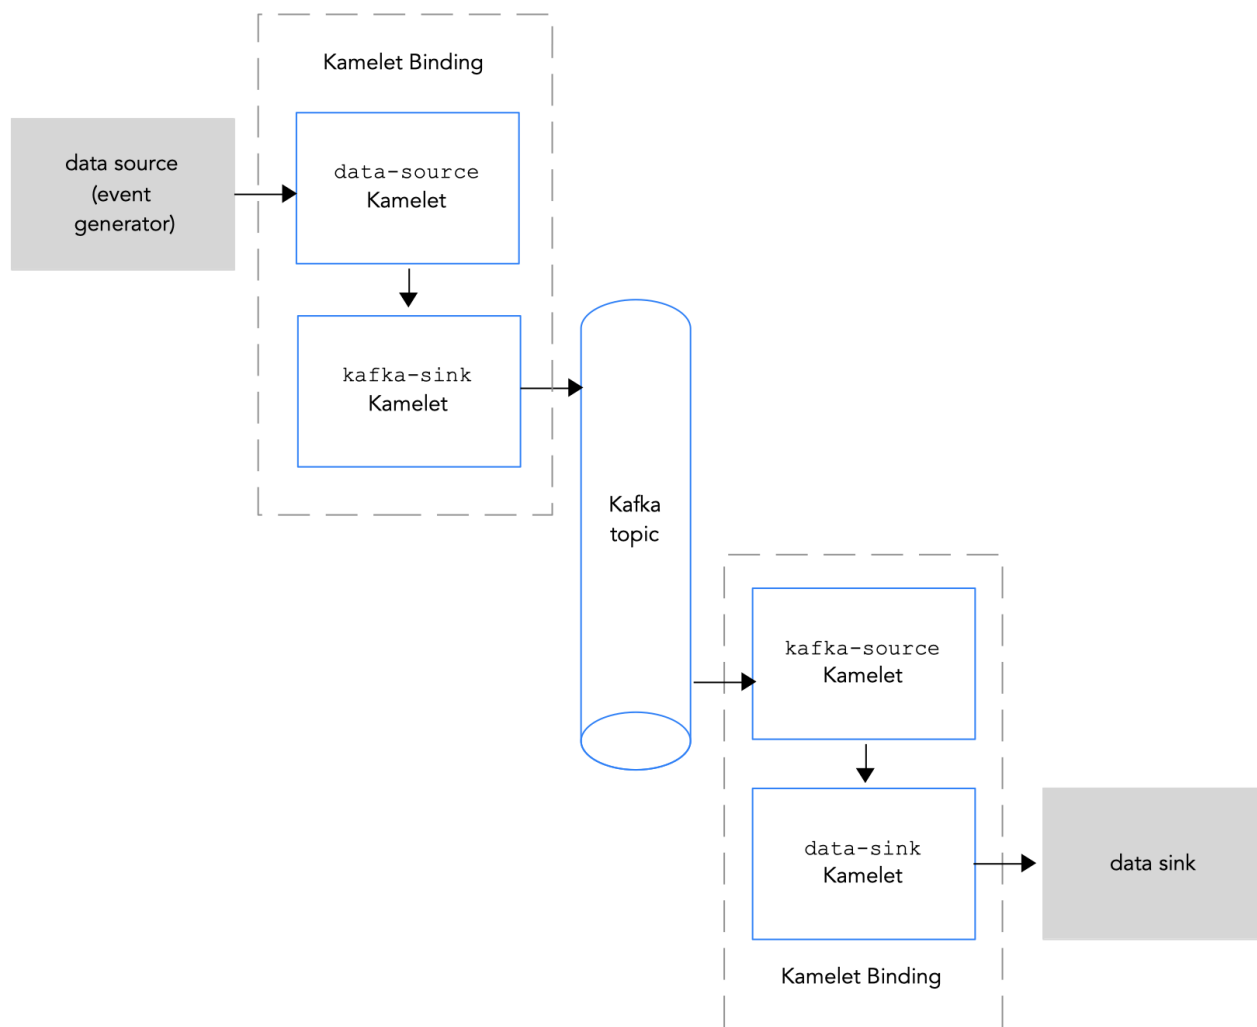 Kamelet Binding
data source
(event
generator)
data-source
Kamelet
kafka-sink
Kamelet
Kafka
topic
kafka-source
Kamelet
data-sink
Kamelet
data sink
Kamelet Binding